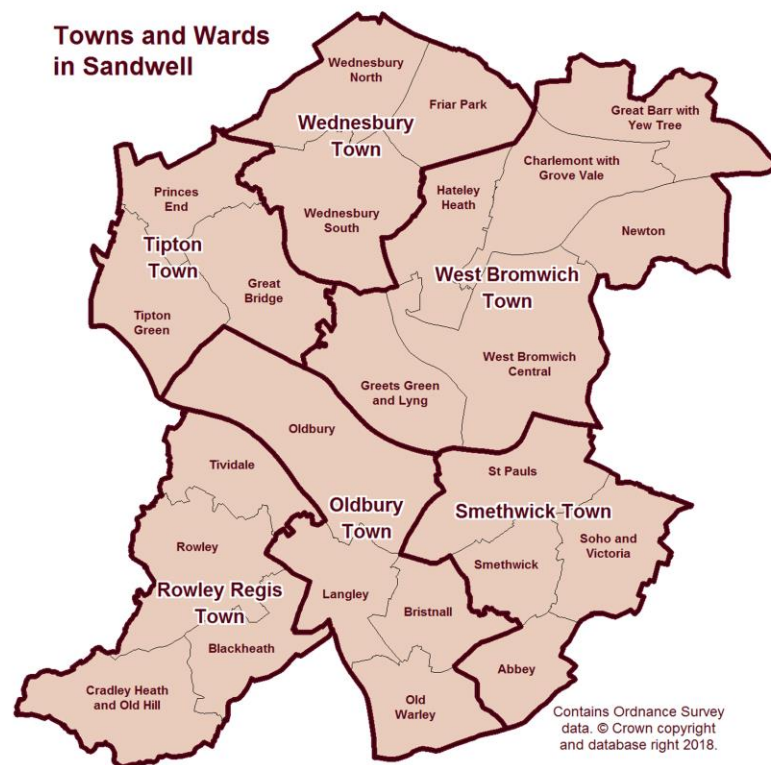 Towns and Wards
in Sandwell
Wednesbury
North
Friar Park
Wednesbury
Town
Wednesbury
South
Great Barr with
Yew Tree
Charlemont with
Grove Vale
Hateley
Heath
Newton
West Bromwich
Town
West Bromwich
Central
Greets Green
and Lyng
Princes
End
Tipton
Town
Great
Bridge
Tipton
Green
Oldbury
Oldbury
Town
Langley
Bristnall
Old
Warley
St Pauls
Smethwick Town
Soho and
Victoria
Smethwick
Abbey
Tividale
Rowley
Rowley Regis
Town
Blackheath
Cradley Heath
and Old Hill
Contains Ordnance Survey
data. © Crown copyright
and database right 2018.